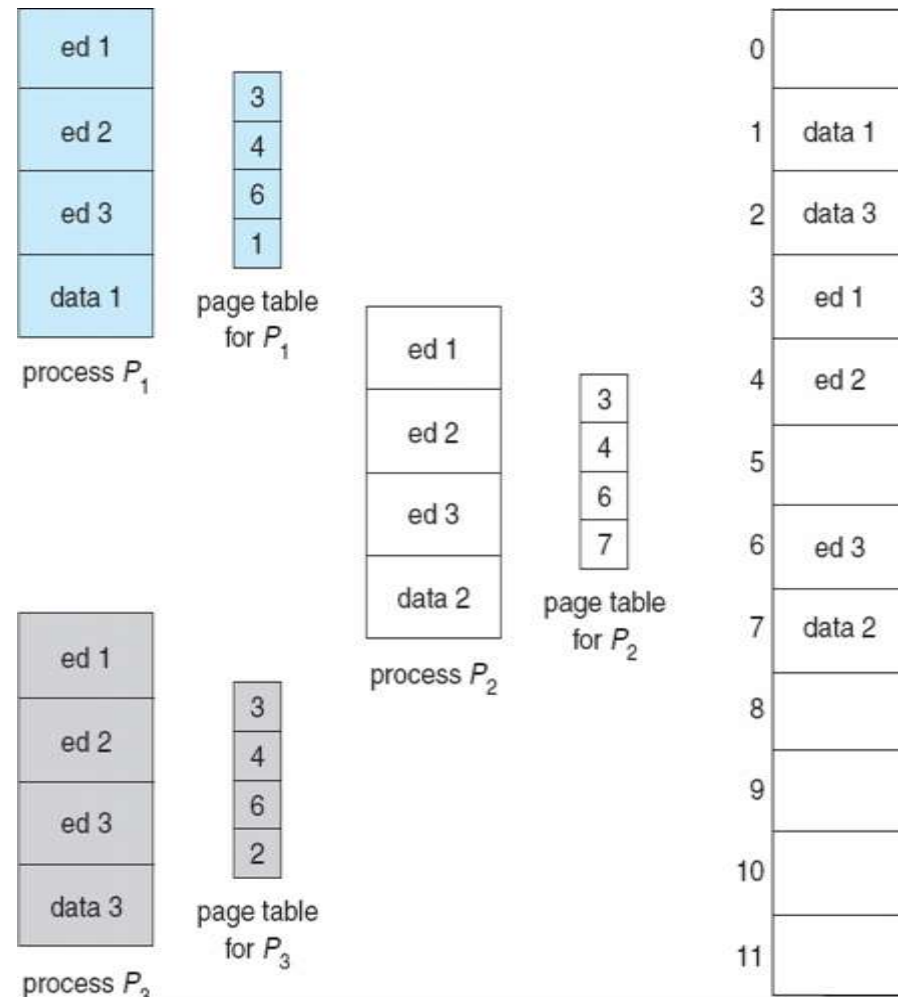 ed 1
ed 2
ed 3
data 1
process P1
3
4
6
1
page table
for P1
ed 1
ed 2
ed 3
data 2
process P2
3
4
6
7
page table
for P2
ed 1
ed 2
ed 3
data 3
process P3
3
4
6
2
page table
for P3
0
1 data 1
2 data 3
3 ed 1
4 ed 2
5
6 ed 3
7 data 2
8
9
10
11